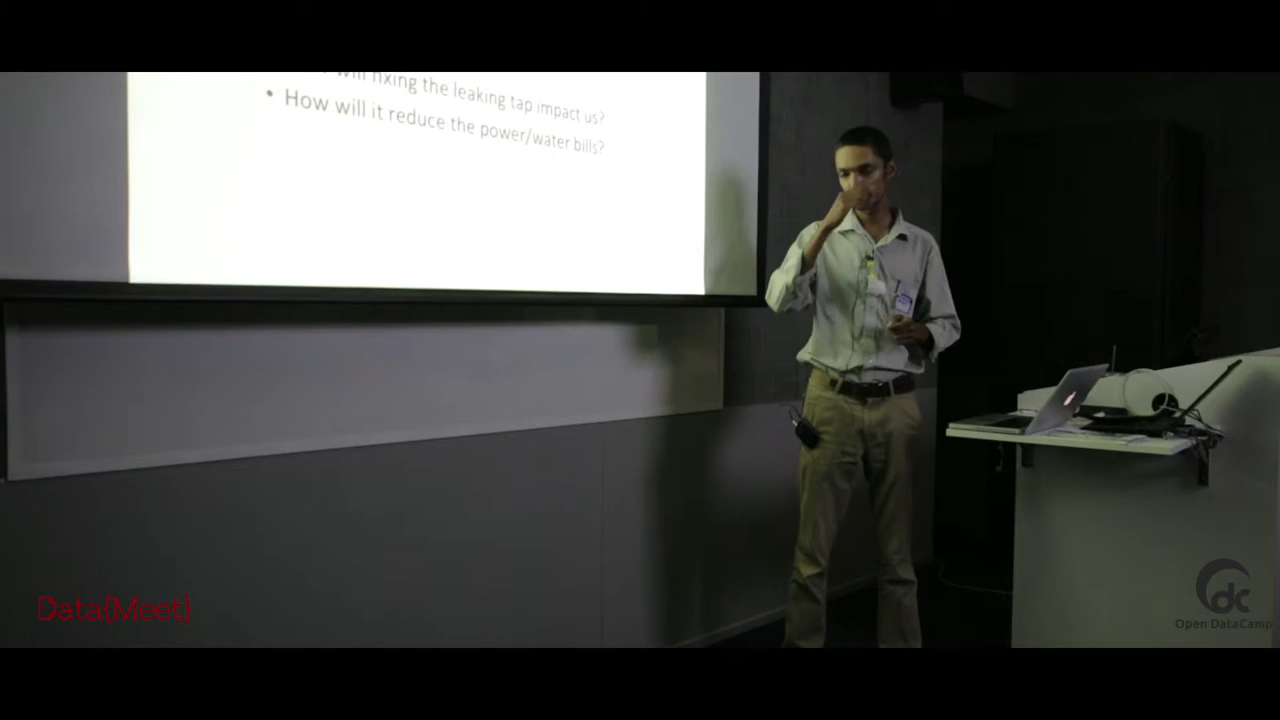 will fixing the leaking tap impact us?
• How will it reduce the power/water bills?
Data{Meet}
dc
Open DataCamp